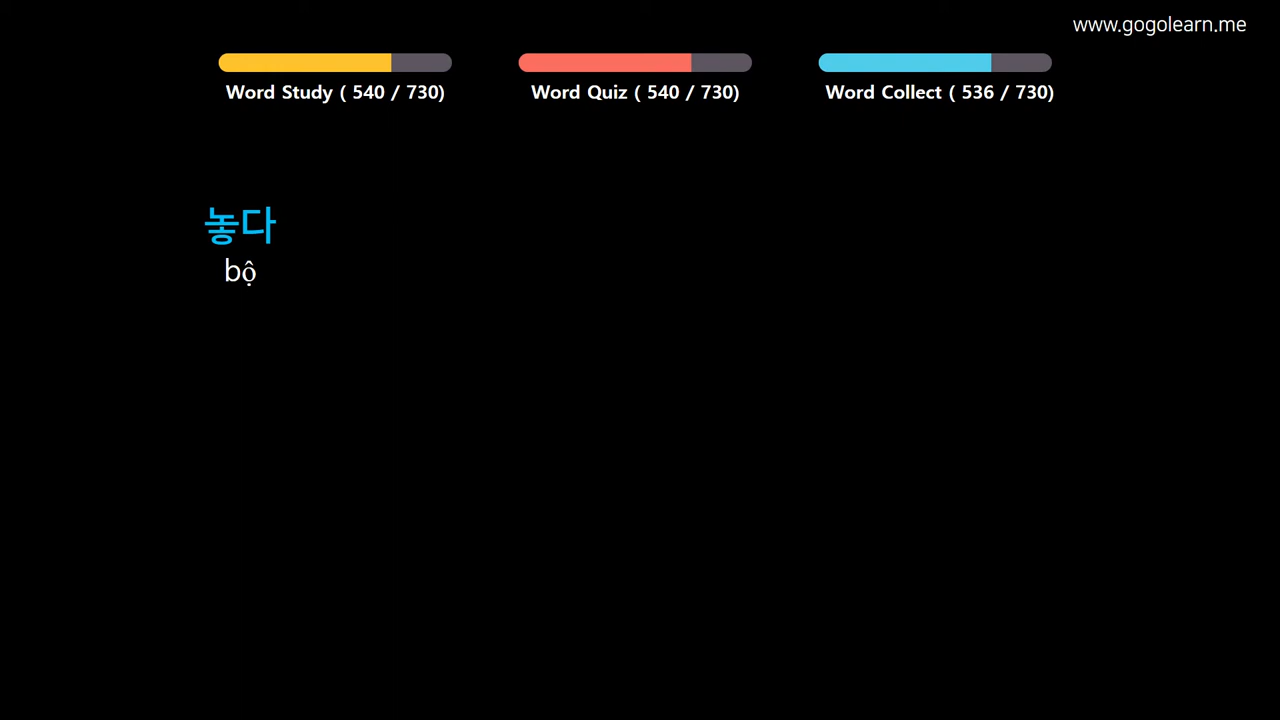 www.gogolearn.me
Word Study ( 540 / 730)
Word Quiz ( 540 / 730)
Word Collect ( 536 / 730)
놓다
bộ